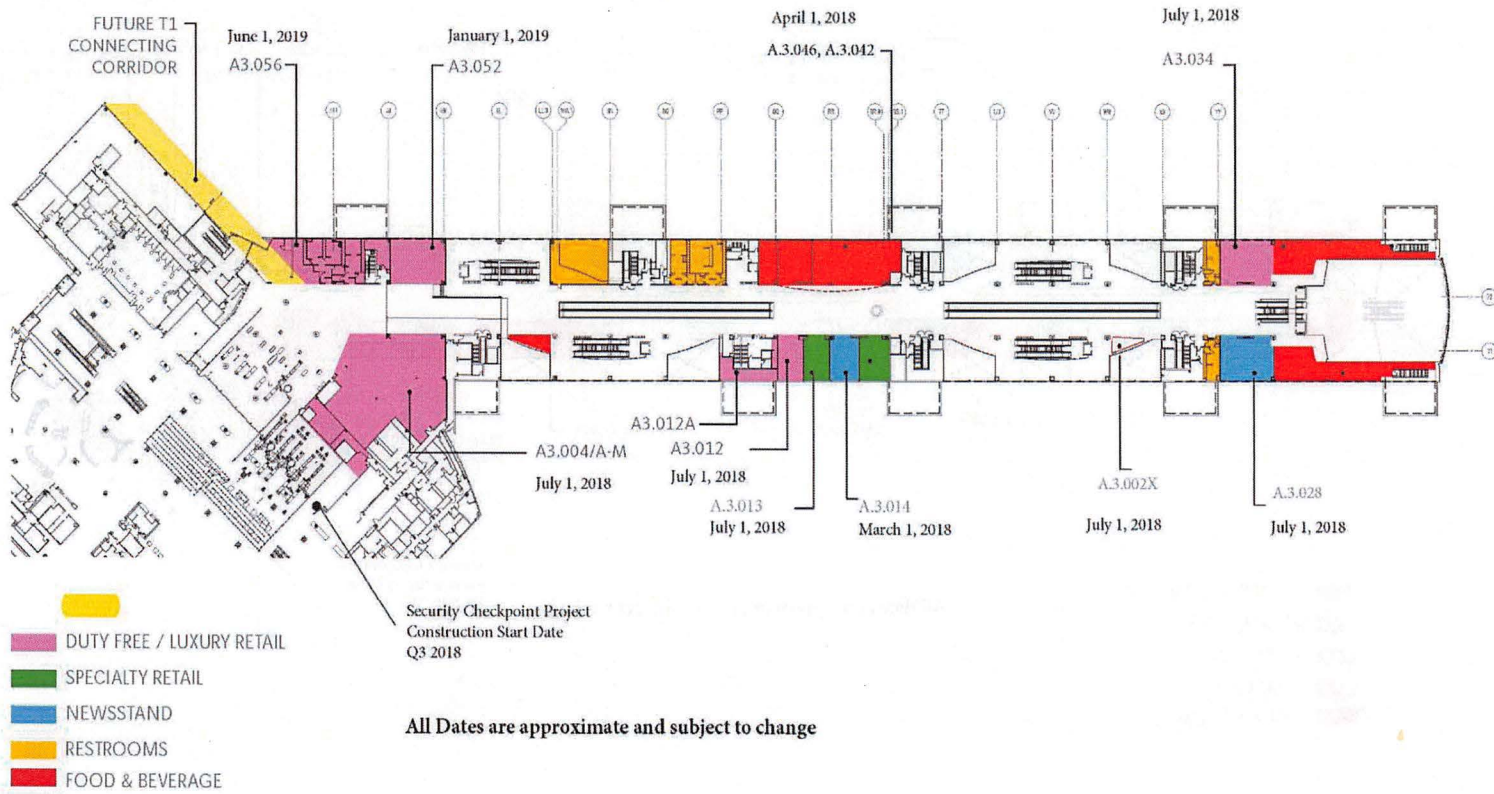 FUTURE T1
CONNECTING
CORRIDOR
June 1, 2019
A3.056
January 1, 2019
A3.052
April 1, 2018
A.3.046, A.3.042
July 1, 2018
A3.034
A3.004/A-M
July 1, 2018
A3.012A
A3.012
July 1, 2018
A.3.013
July 1, 2018
A.3.014
March 1, 2018
A.3.002X
July 1, 2018
A.3.028
July 1, 2018
Security Checkpoint Project
Construction Start Date
Q3 2018
DUTY FREE / LUXURY RETAIL
SPECIALTY RETAIL
NEWSSTAND
RESTROOMS
FOOD & BEVERAGE
All Dates are approximate and subject to change